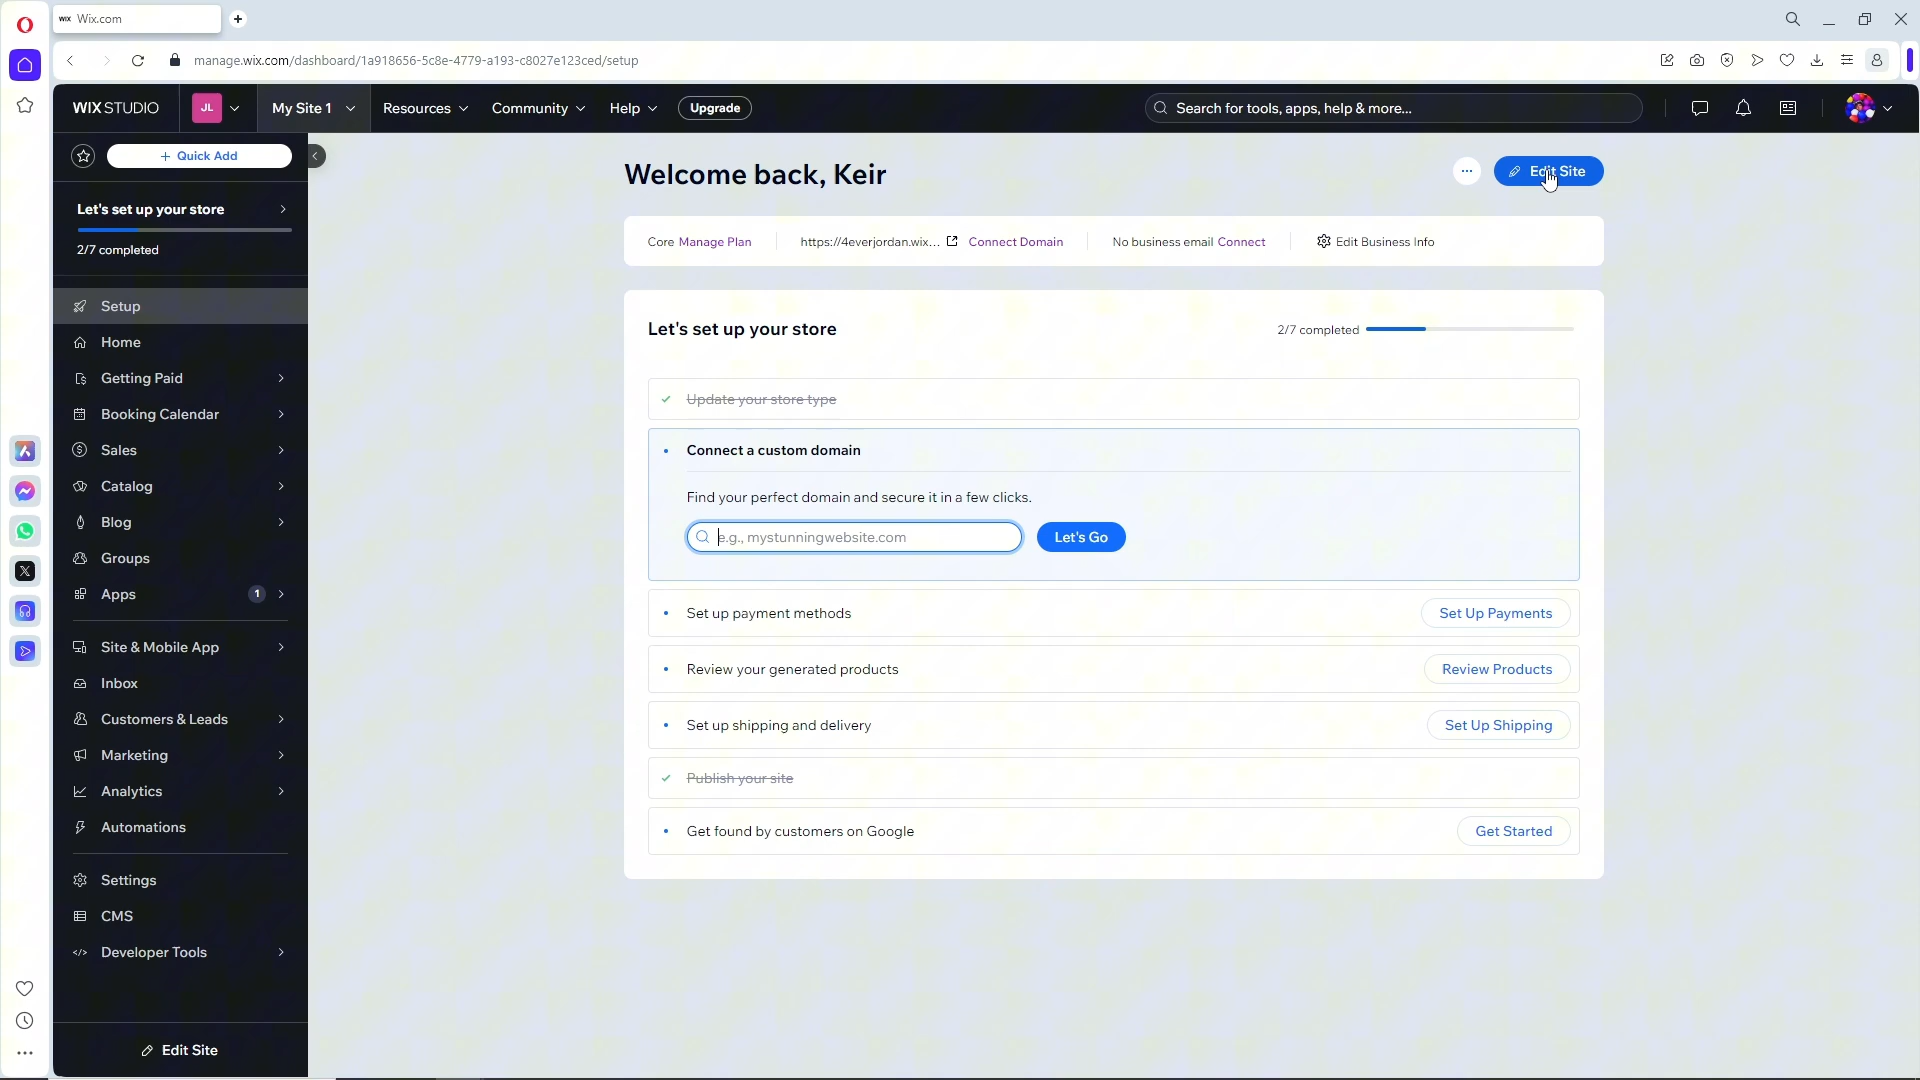 WIX Wix.com
manage.wix.com/dashboard/1a918656-5c8e-4779-a193-c8027e123ced/setup
WIX STUDIO
JL
My Site 1
Resources
Community
Help
Upgrade
Search for tools, apps, help & more...
+ Quick Add
Let's set up your store
2/7 completed
Setup
Home
Getting Paid
Booking Calendar
Sales
Catalog
Blog
Groups
Apps
1
Site & Mobile App
Inbox
Customers & Leads
Marketing
Analytics
Automations
Settings
CMS
Developer Tools
Edit Site
Welcome back, Keir
Edit Site
Core Manage Plan
https://4everjordan.wix... Connect Domain
No business email Connect
Edit Business Info
Let's set up your store
2/7 completed
Update your store type
Connect a custom domain
Find your perfect domain and secure it in a few clicks.
e.g., mystunningwebsite.com
Let's Go
Set up payment methods
Set Up Payments
Review your generated products
Review Products
Set up shipping and delivery
Set Up Shipping
Publish your site
Get found by customers on Google
Get Started